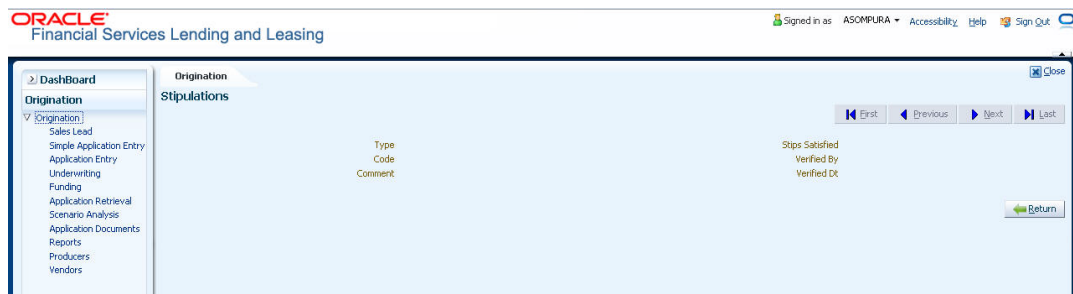 ORACLE
Financial Services Lending and Leasing
Signed in as ASOMPURA Accessibility Help Sign Out
DashBoard
Origination
Origination
Sales Lead
Simple Application Entry
Application Entry
Underwriting
Funding
Application Retrieval
Scenario Analysis
Application Documents
Reports
Producers
Vendors
Origination
Close
Stipulations
First Previous Next Last
Type
Code
Comment
Stips Satisfied
Verified By
Verified Dt
Return